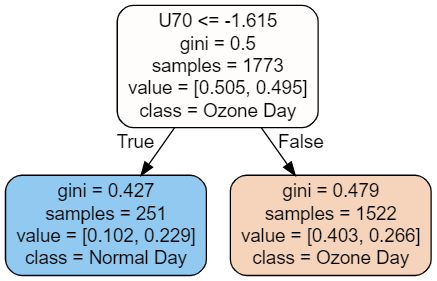 U70 <= -1.615
gini = 0.5
samples = 1773
value = [0.505, 0.495]
class = Ozone Day
True
False
gini = 0.427
samples = 251
value = [0.102, 0.229]
class = Normal Day
gini = 0.479
samples = 1522
value = [0.403, 0.266]
class = Ozone Day